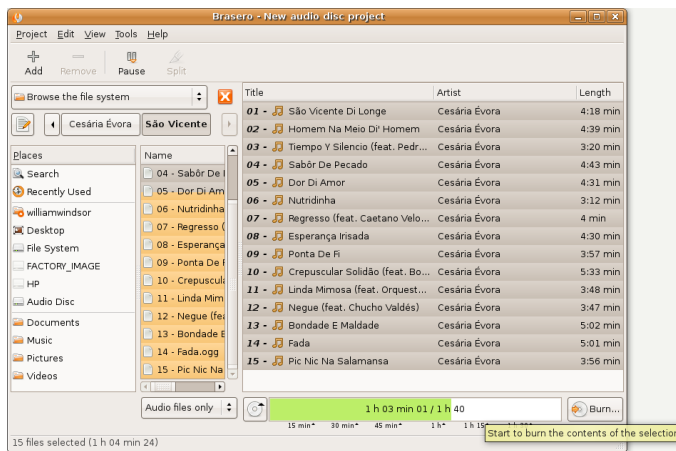 Brasero - New audio disc project
Project Edit View Tools Help
Add Remove Pause Split
Browse the file system
Cesária Évora São Vicente
Places
Search
Recently Used
williamwindsor
Desktop
File System
FACTORY_IMAGE
HP
Audio Disc
Documents
Music
Pictures
Videos
Name
04 - Sabôr De
05 - Dor Di Am
06 - Nutridinha
07 - Regresso (
08 - Esperança
09 - Ponta De F
10 - Crepuscula
11 - Linda Mim
12 - Negue (fea
13 - Bondade E
14 - Fada.ogg
15 - Pic Nic Na
Audio files only
Title Artist Length
01 - São Vicente Di Longe Cesária Évora 4:18 min
02 - Homem Na Meio Di' Homem Cesária Évora 4:39 min
03 - Tiempo Y Silencio (feat. Pedr... Cesária Évora 3:20 min
04 - Sabôr De Pecado Cesária Évora 4:43 min
05 - Dor Di Amor Cesária Évora 4:31 min
06 - Nutridinha Cesária Évora 3:12 min
07 - Regresso (feat. Caetano Velo... Cesária Évora 4 min
08 - Esperança Irisada Cesária Évora 4:30 min
09 - Ponta De Fi Cesária Évora 3:57 min
10 - Crepuscular Solidão (feat. Bo... Cesária Évora 5:33 min
11 - Linda Mimosa (feat. Orquest... Cesária Évora 3:48 min
12 - Negue (feat. Chucho Valdés) Cesária Évora 3:47 min
13 - Bondade E Maldade Cesária Évora 5:02 min
14 - Fada Cesária Évora 5:01 min
15 - Pic Nic Na Salamansa Cesária Évora 3:56 min
1 h 03 min 01 / 1 h 40
Burn...
15 min 30 min 45 min 1 h 1 h 15
Start to burn the contents of the selection
15 files selected (1 h 04 min 24)